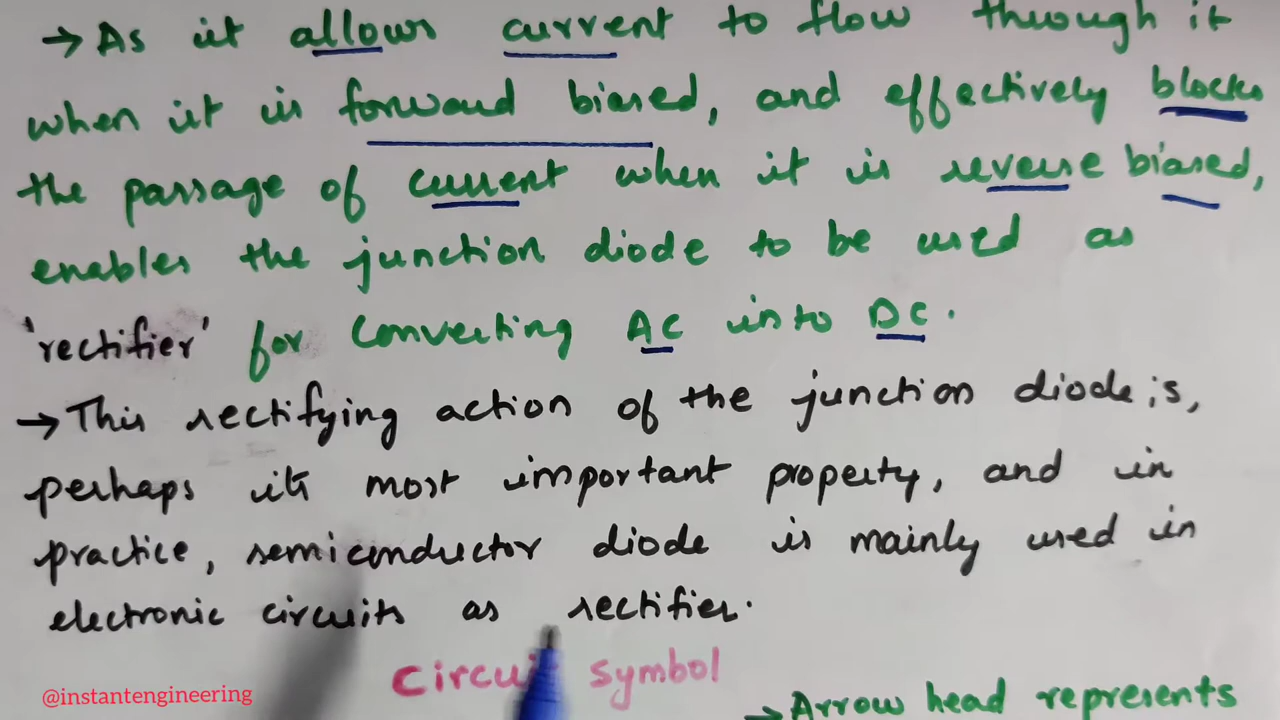 → As it allows current to flow through it
when it is forward biased, and effectively blocks
the passage of current when it is reverse biased,
enables the junction diode to be used as
'rectifier' for converting AC into DC.
→ This rectifying action of the junction diode is,
perhaps its most important property, and in
practice, semiconductor diode is mainly used in
electronic circuits as rectifier.
Circuit symbol
@instantengineering
→ Arrow head represents